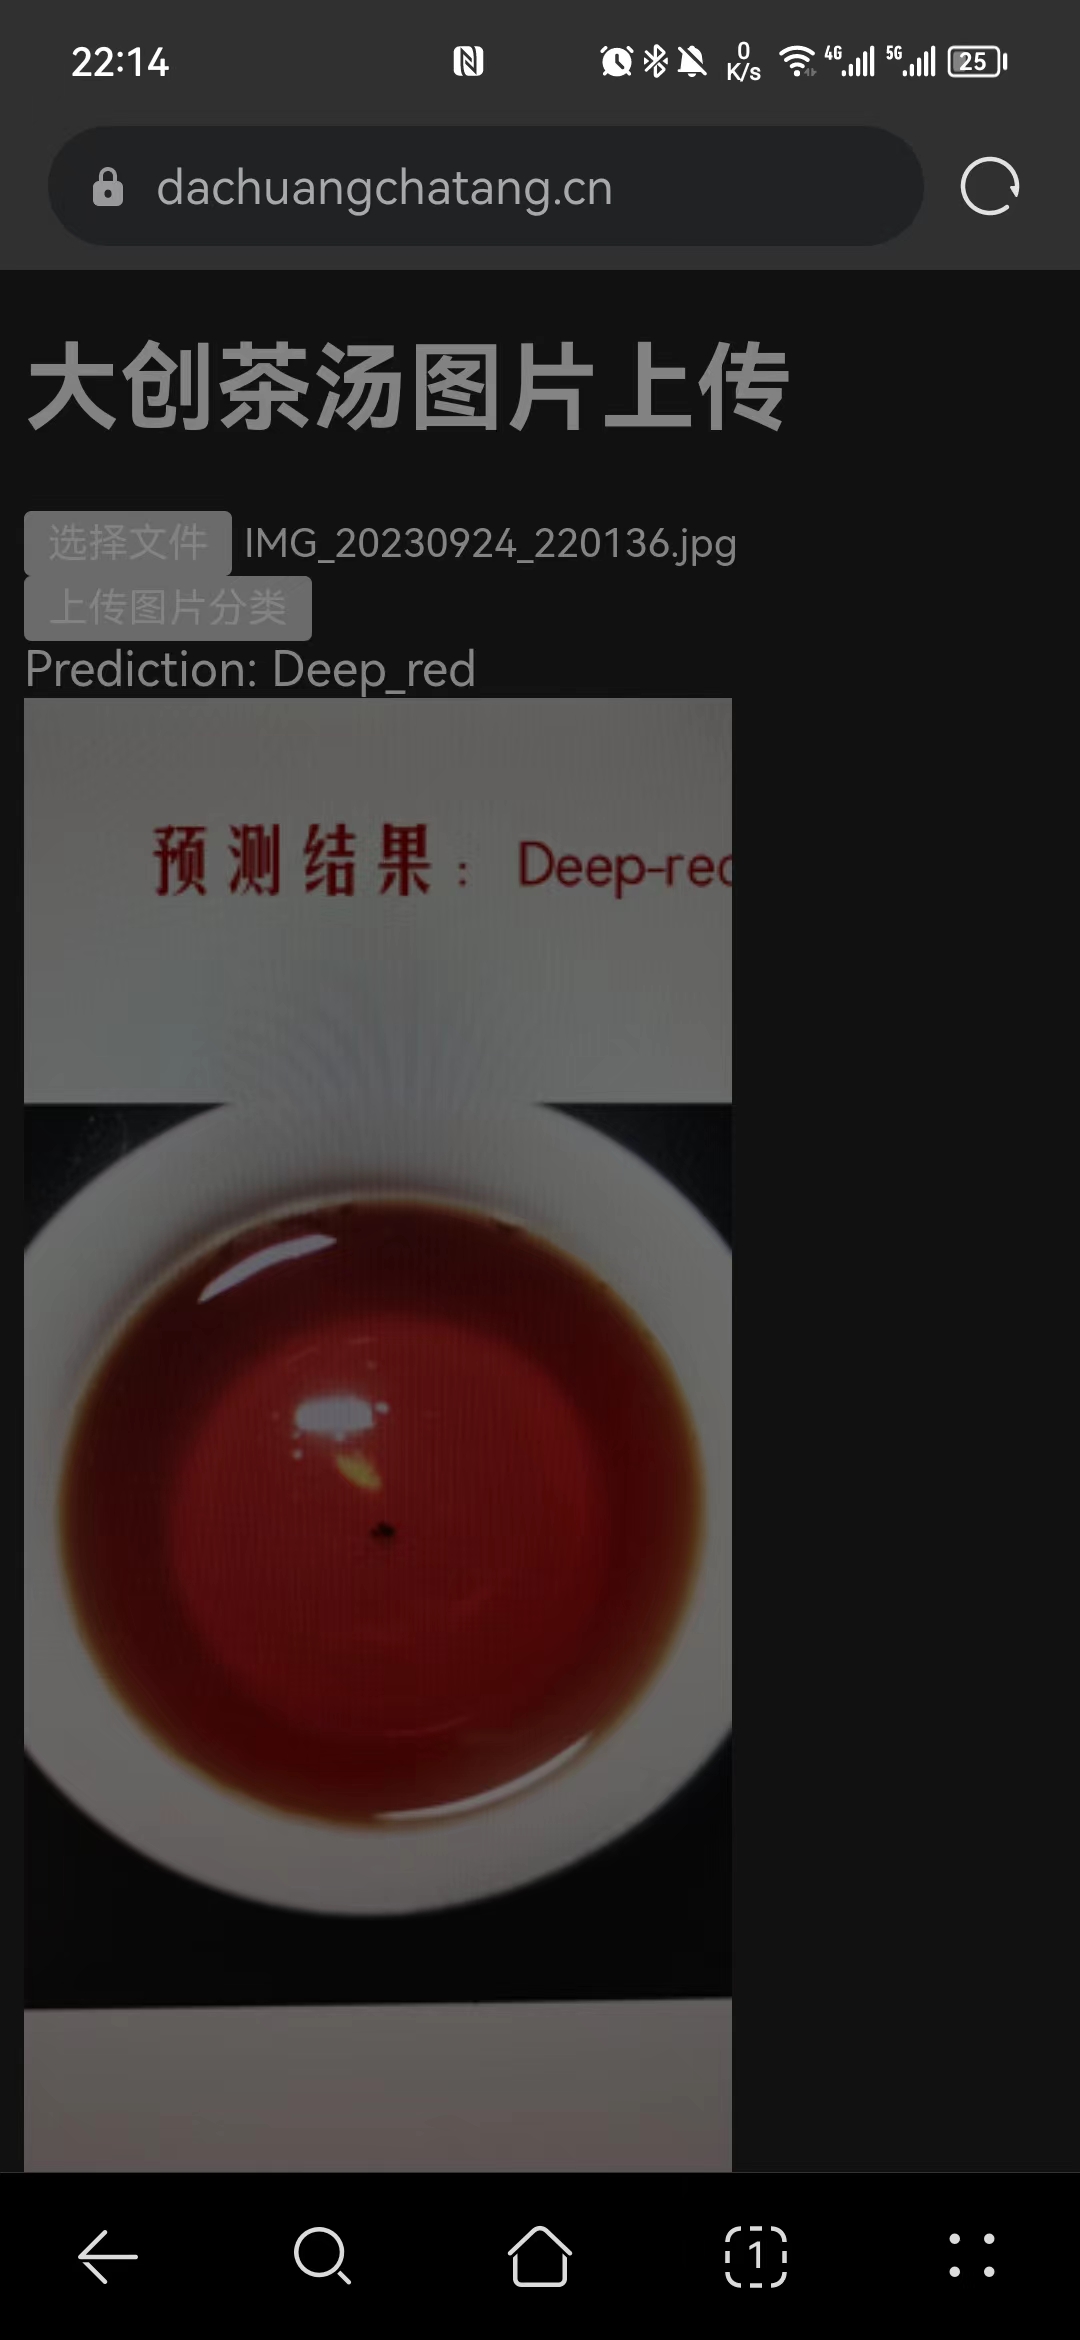 22:14
0
K/s
4G
5G
25
dachuangchatang.cn
大创茶汤图片上传
选择文件 IMG_20230924_220136.jpg
上传图片分类
Prediction: Deep_red
预测结果： Deep-red
1